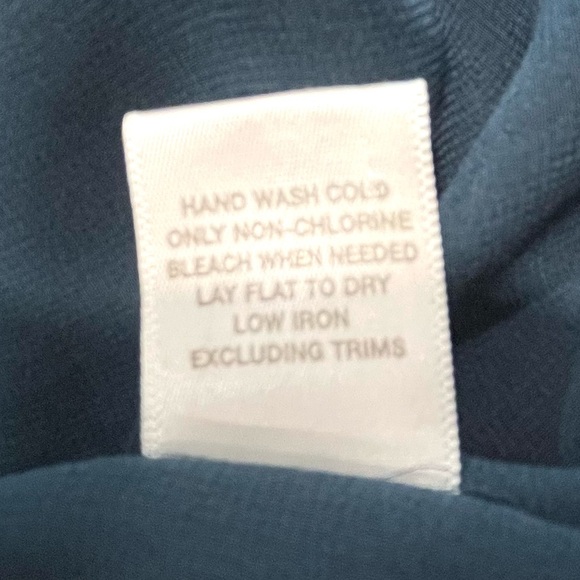 HAND WASH COLD
ONLY NON-CHLORINE
BLEACH WHEN NEEDED
LAY FLAT TO DRY
LOW IRON
EXCLUDING TRIMS